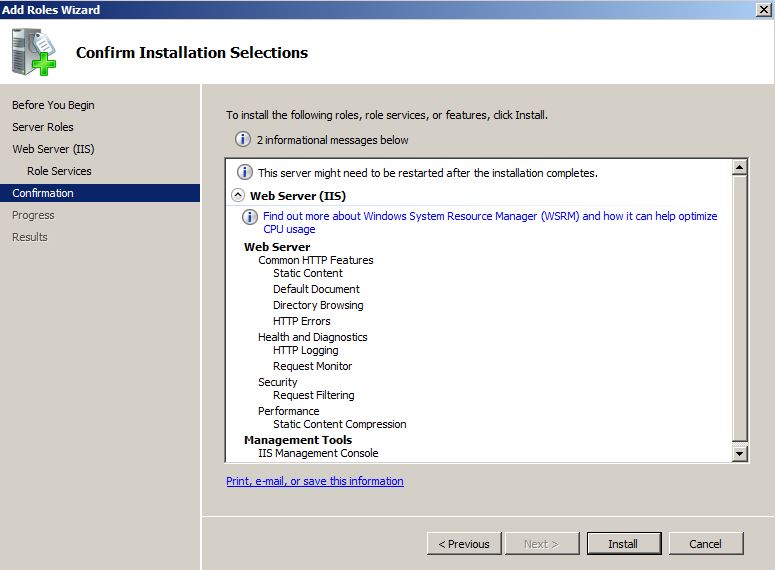 Add Roles Wizard
Confirm Installation Selections
Before You Begin
Server Roles
Web Server (IIS)
Role Services
Confirmation
Progress
Results
To install the following roles, role services, or features, click Install.
2 informational messages below
This server might need to be restarted after the installation completes.
Web Server (IIS)
Find out more about Windows System Resource Manager (WSRM) and how it can help optimize
CPU usage
Web Server
Common HTTP Features
Static Content
Default Document
Directory Browsing
HTTP Errors
Health and Diagnostics
HTTP Logging
Request Monitor
Security
Request Filtering
Performance
Static Content Compression
Management Tools
IIS Management Console
Print, e-mail, or save this information
< Previous
Next >
Install
Cancel